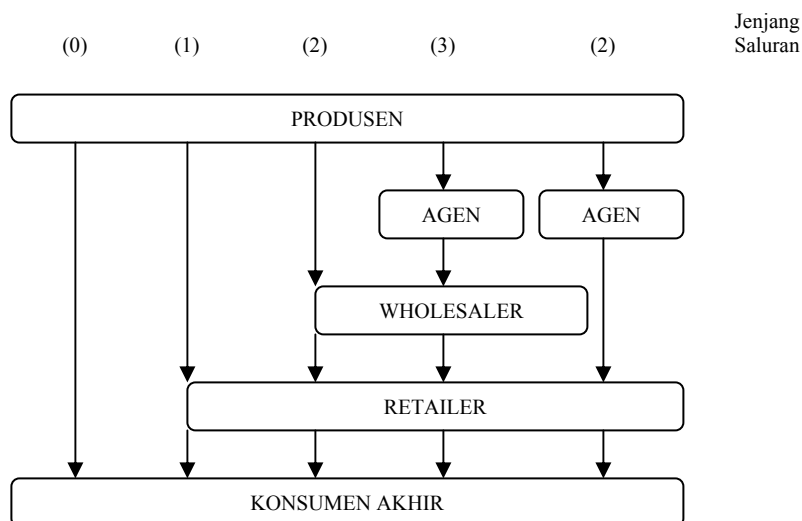 Jenjang
(0) (1) (2) (3) (2) Saluran
PRODUSEN
AGEN AGEN
WHOLESALER
RETAILER
KONSUMEN AKHIR